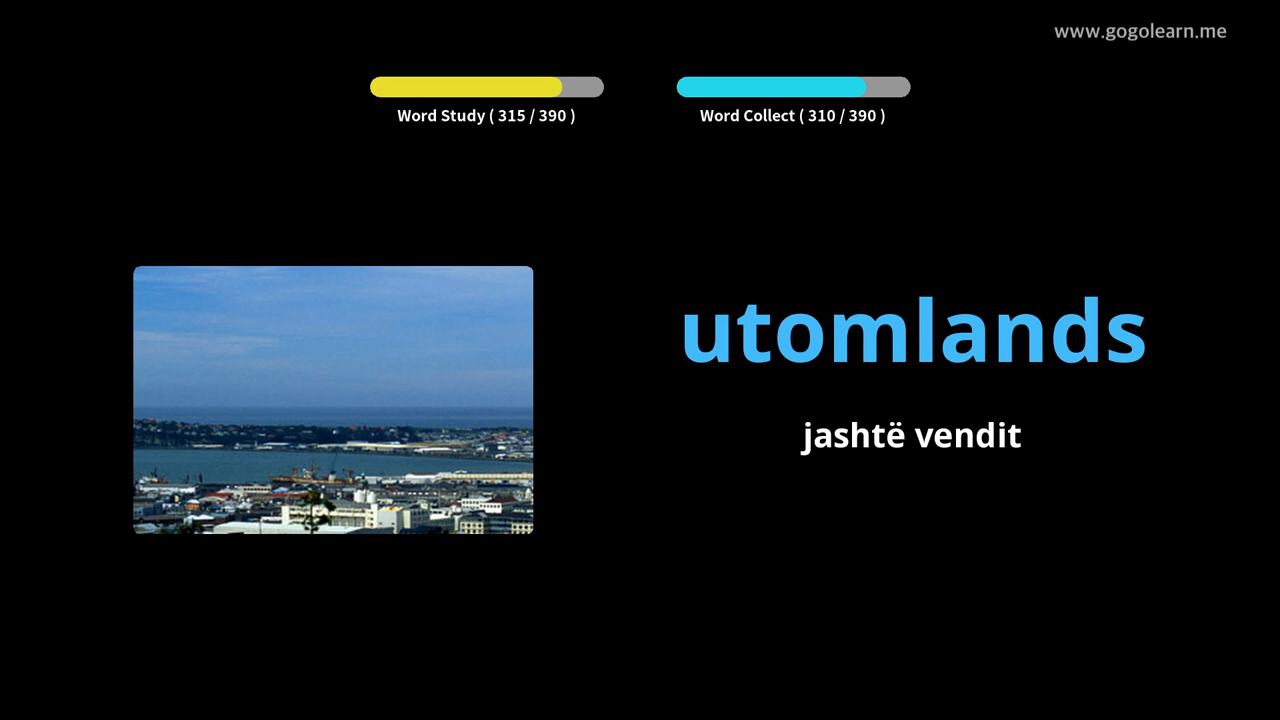 www.gogolearn.me
Word Study ( 315 / 390 )
Word Collect ( 310 / 390 )
utomlands
jashtë vendit